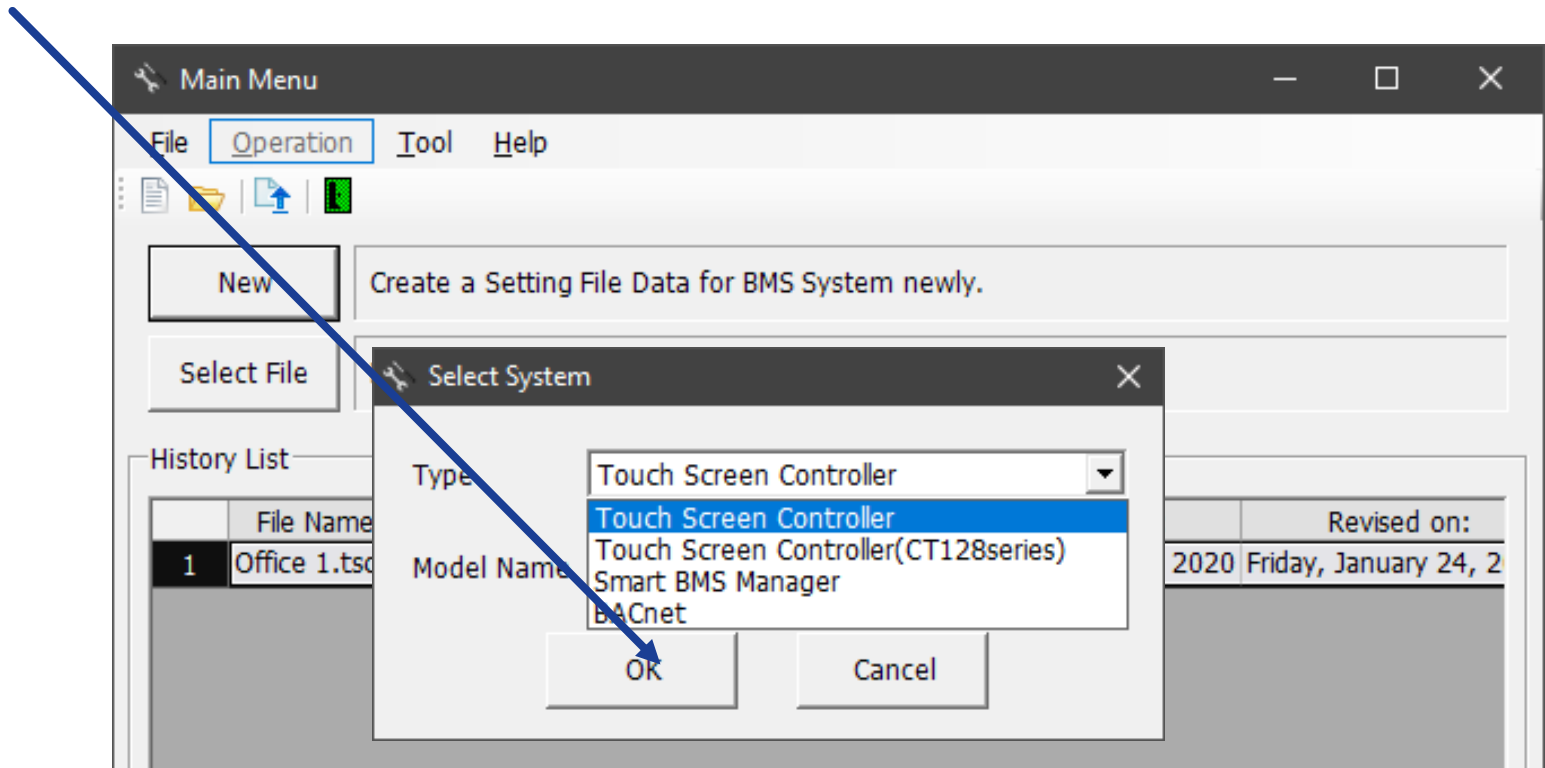 Main Menu
File Operation Tool Help
New Create a Setting File Data for BMS System newly.
Select File
Select System
History List
Type Touch Screen Controller
Touch Screen Controller
Touch Screen Controller(CT128series)
Smart BMS Manager
BACnet
Model Name
File Name Revised on:
1 Office 1.tsc 2020 Friday, January 24, 2
OK Cancel